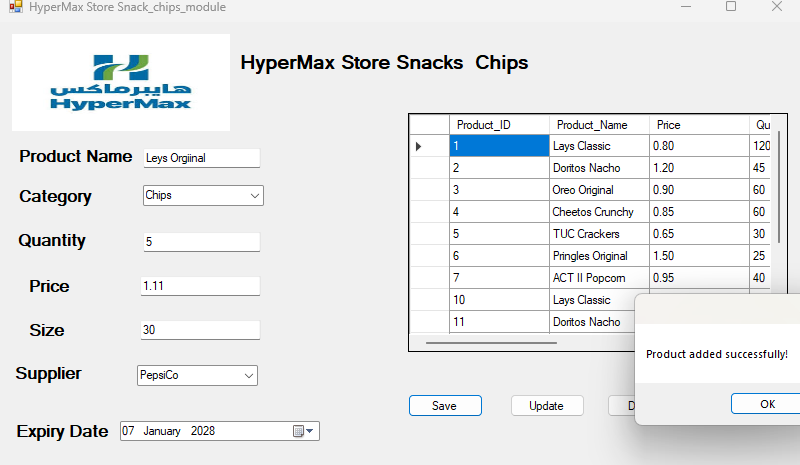 HyperMax Store Snack_chips_module
هايبرماكس
HyperMax
HyperMax Store Snacks Chips
Product Name Leys Orgiinal
Category Chips
Quantity 5
Price 1.11
Size 30
Supplier PepsiCo
Expiry Date 07 January 2028
Product_ID Product_Name Price Qu
1 Lays Classic 0.80 120
2 Doritos Nacho 1.20 45
3 Oreo Original 0.90 60
4 Cheetos Crunchy 0.85 60
5 TUC Crackers 0.65 30
6 Pringles Original 1.50 25
7 ACT II Popcorn 0.95 40
10 Lays Classic
11 Doritos Nacho
Product added successfully!
OK
Save Update D